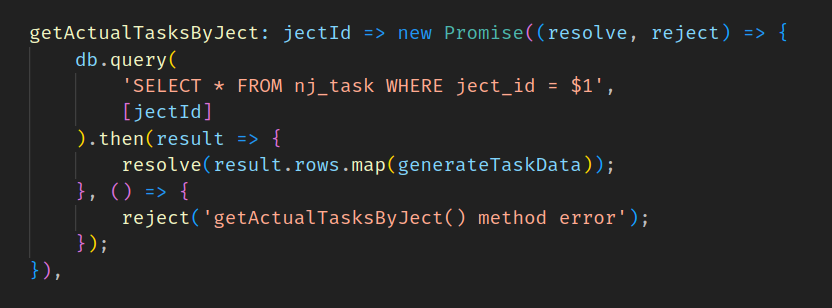 getActualTasksByJect: jectId => new Promise((resolve, reject) => {
    db.query(
        'SELECT * FROM nj_task WHERE ject_id = $1',
        [jectId]
    ).then(result => {
        resolve(result.rows.map(generateTaskData));
    }, () => {
        reject('getActualTasksByJect() method error');
    });
}),